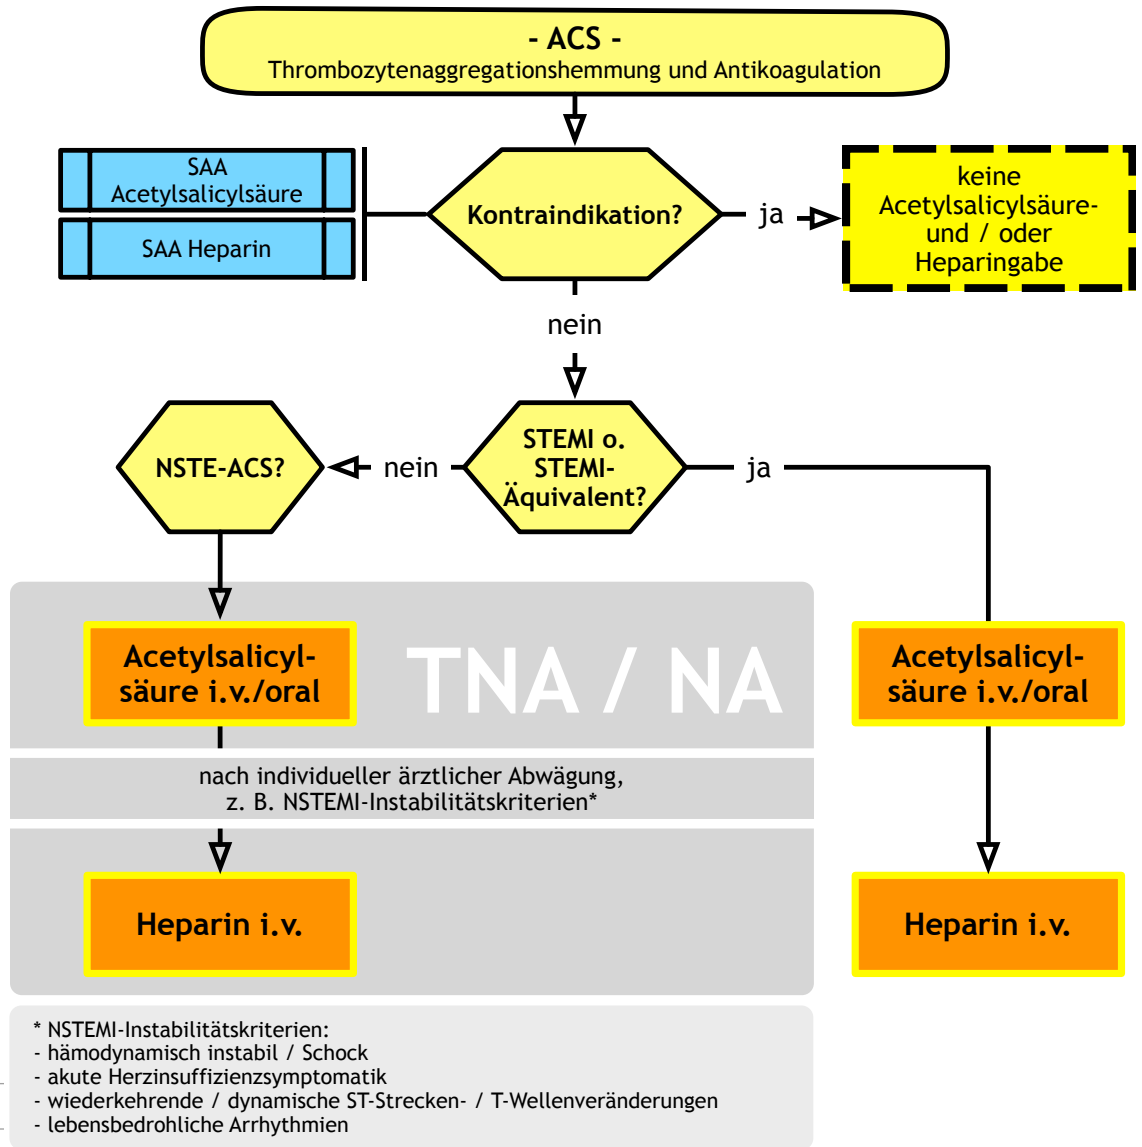 - ACS -
Thrombozytenaggregationshemmung und Antikoagulation
SAA
Acetylsalicylsäure
SAA Heparin
Kontraindikation?
ja
keine
Acetylsalicylsäure-
und / oder
Heparingabe
nein
NSTE-ACS?
nein
STEMI o.
STEMI-
Äquivalent?
ja
Acetylsalicyl-
säure i.v./oral
TNA / NA
Acetylsalicyl-
säure i.v./oral
nach individueller ärztlicher Abwägung,
z. B. NSTEMI-Instabilitätskriterien*
Heparin i.v.
Heparin i.v.
* NSTEMI-Instabilitätskriterien:
- hämodynamisch instabil / Schock
- akute Herzinsuffizienzsymptomatik
- wiederkehrende / dynamische ST-Strecken- / T-Wellenveränderungen
- lebensbedrohliche Arrhythmien